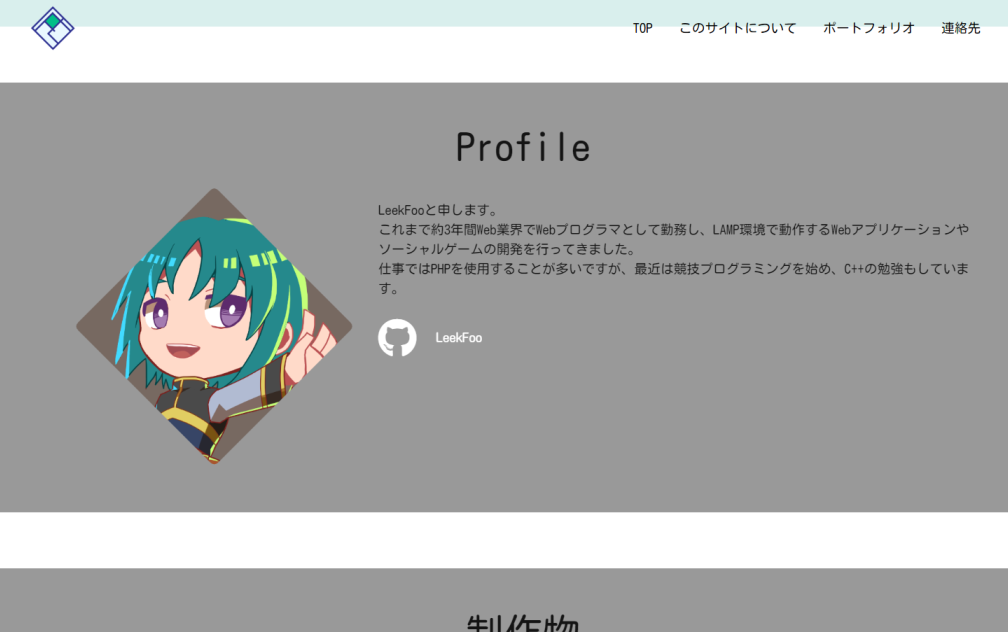 TOP このサイトについて ポートフォリオ 連絡先
Profile
LeekFooと申します。
これまで約3年間Web業界でWebプログラマとして勤務し、LAMP環境で動作するWebアプリケーションや
ソーシャルゲームの開発を行ってきました。
仕事ではPHPを使用することが多いですが、最近は競技プログラミングを始め、C++の勉強もしていま
す。
LeekFoo
制作物